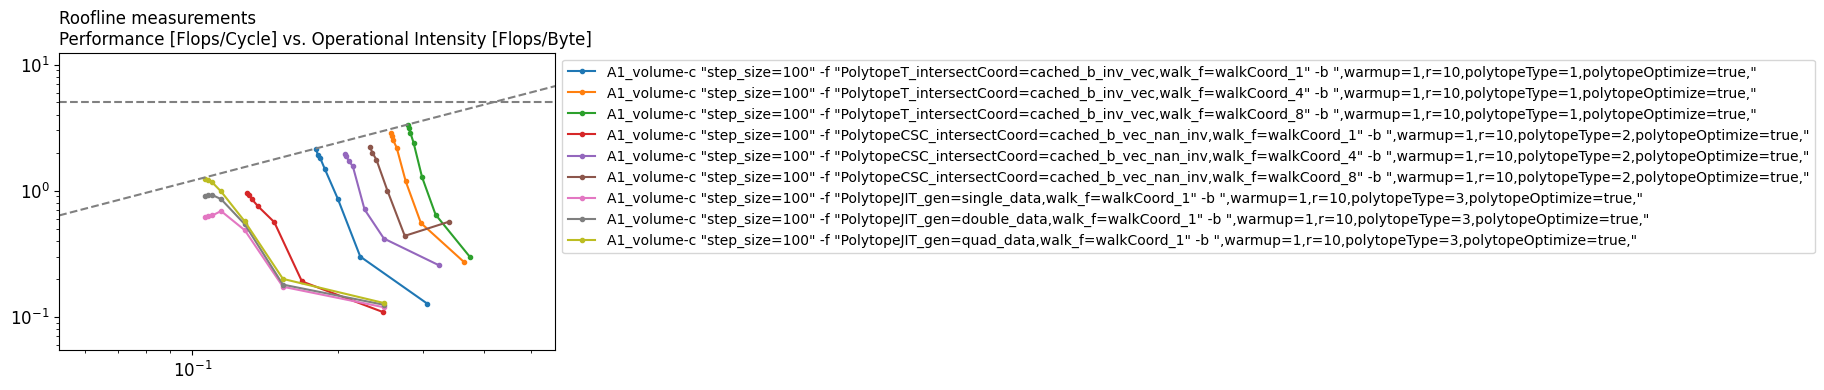 Roofline measurements
Performance [Flops/Cycle] vs. Operational Intensity [Flops/Byte]
10^1
10^0
10^-1
10^-1
A1_volume-c "step_size=100" -f "PolytopeT_intersectCoord=cached_b_inv_vec,walk_f=walkCoord_1" -b ",warmup=1,r=10,polytopeType=1,polytopeOptimize=true,"
A1_volume-c "step_size=100" -f "PolytopeT_intersectCoord=cached_b_inv_vec,walk_f=walkCoord_4" -b ",warmup=1,r=10,polytopeType=1,polytopeOptimize=true,"
A1_volume-c "step_size=100" -f "PolytopeT_intersectCoord=cached_b_inv_vec,walk_f=walkCoord_8" -b ",warmup=1,r=10,polytopeType=1,polytopeOptimize=true,"
A1_volume-c "step_size=100" -f "PolytopeCSC_intersectCoord=cached_b_vec_nan_inv,walk_f=walkCoord_1" -b ",warmup=1,r=10,polytopeType=2,polytopeOptimize=true,"
A1_volume-c "step_size=100" -f "PolytopeCSC_intersectCoord=cached_b_vec_nan_inv,walk_f=walkCoord_4" -b ",warmup=1,r=10,polytopeType=2,polytopeOptimize=true,"
A1_volume-c "step_size=100" -f "PolytopeCSC_intersectCoord=cached_b_vec_nan_inv,walk_f=walkCoord_8" -b ",warmup=1,r=10,polytopeType=2,polytopeOptimize=true,"
A1_volume-c "step_size=100" -f "PolytopeJIT_gen=single_data,walk_f=walkCoord_1" -b ",warmup=1,r=10,polytopeType=3,polytopeOptimize=true,"
A1_volume-c "step_size=100" -f "PolytopeJIT_gen=double_data,walk_f=walkCoord_1" -b ",warmup=1,r=10,polytopeType=3,polytopeOptimize=true,"
A1_volume-c "step_size=100" -f "PolytopeJIT_gen=quad_data,walk_f=walkCoord_1" -b ",warmup=1,r=10,polytopeType=3,polytopeOptimize=true,"